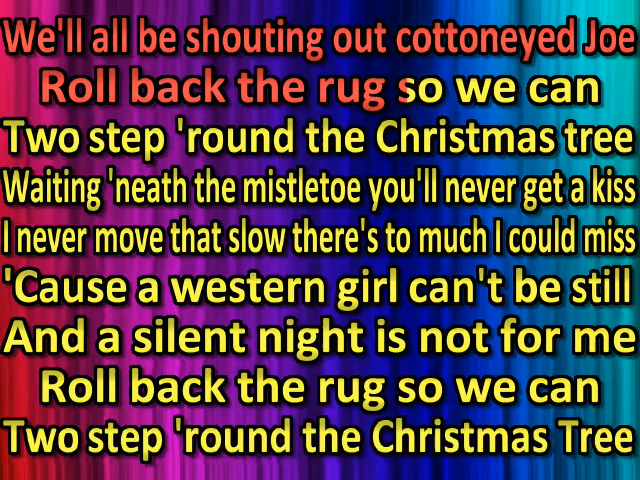 We'll all be shouting out cottoneyed Joe
Roll back the rug so we can
Two step 'round the Christmas tree
Waiting 'neath the mistletoe you'll never get a kiss
I never move that slow there's to much I could miss
'Cause a western girl can't be still
And a silent night is not for me
Roll back the rug so we can
Two step 'round the Christmas Tree